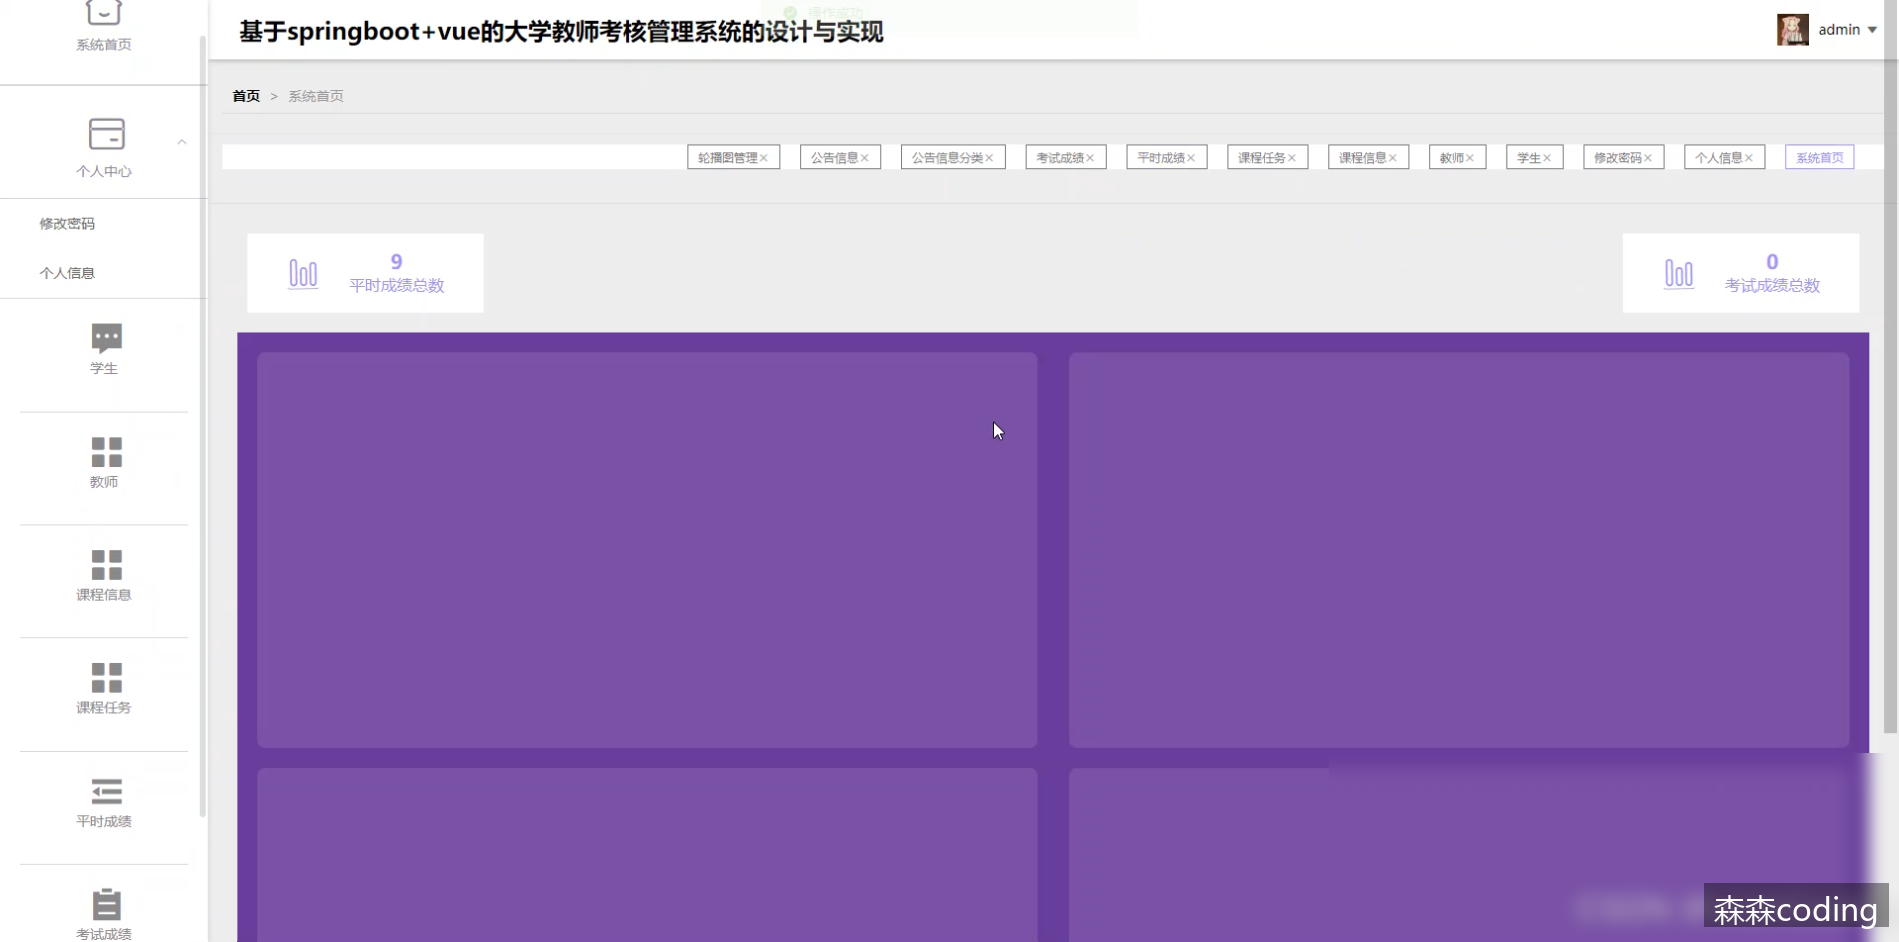 系统首页
个人中心
修改密码
个人信息
学生
教师
课程信息
课程任务
平时成绩
考试成绩
基于springboot+vue的大学教师考核管理系统的设计与实现
操作成功
admin
首页 > 系统首页
轮播图管理× 公告信息× 公告信息分类× 考试成绩× 平时成绩× 课程任务× 课程信息× 教师× 学生× 修改密码× 个人信息× 系统首页
9
平时成绩总数
0
考试成绩总数
森森coding